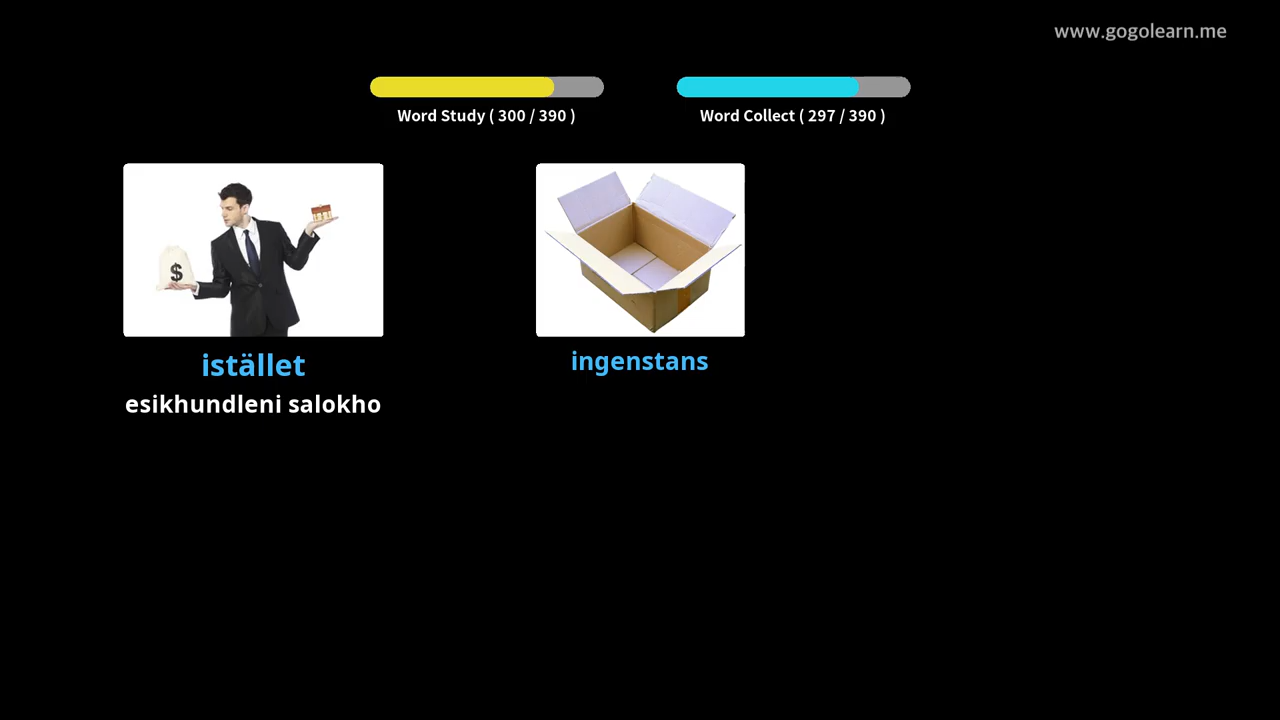 www.gogolearn.me
Word Study ( 300 / 390 )
Word Collect ( 297 / 390 )
$
istället
esikhundleni salokho
ingenstans